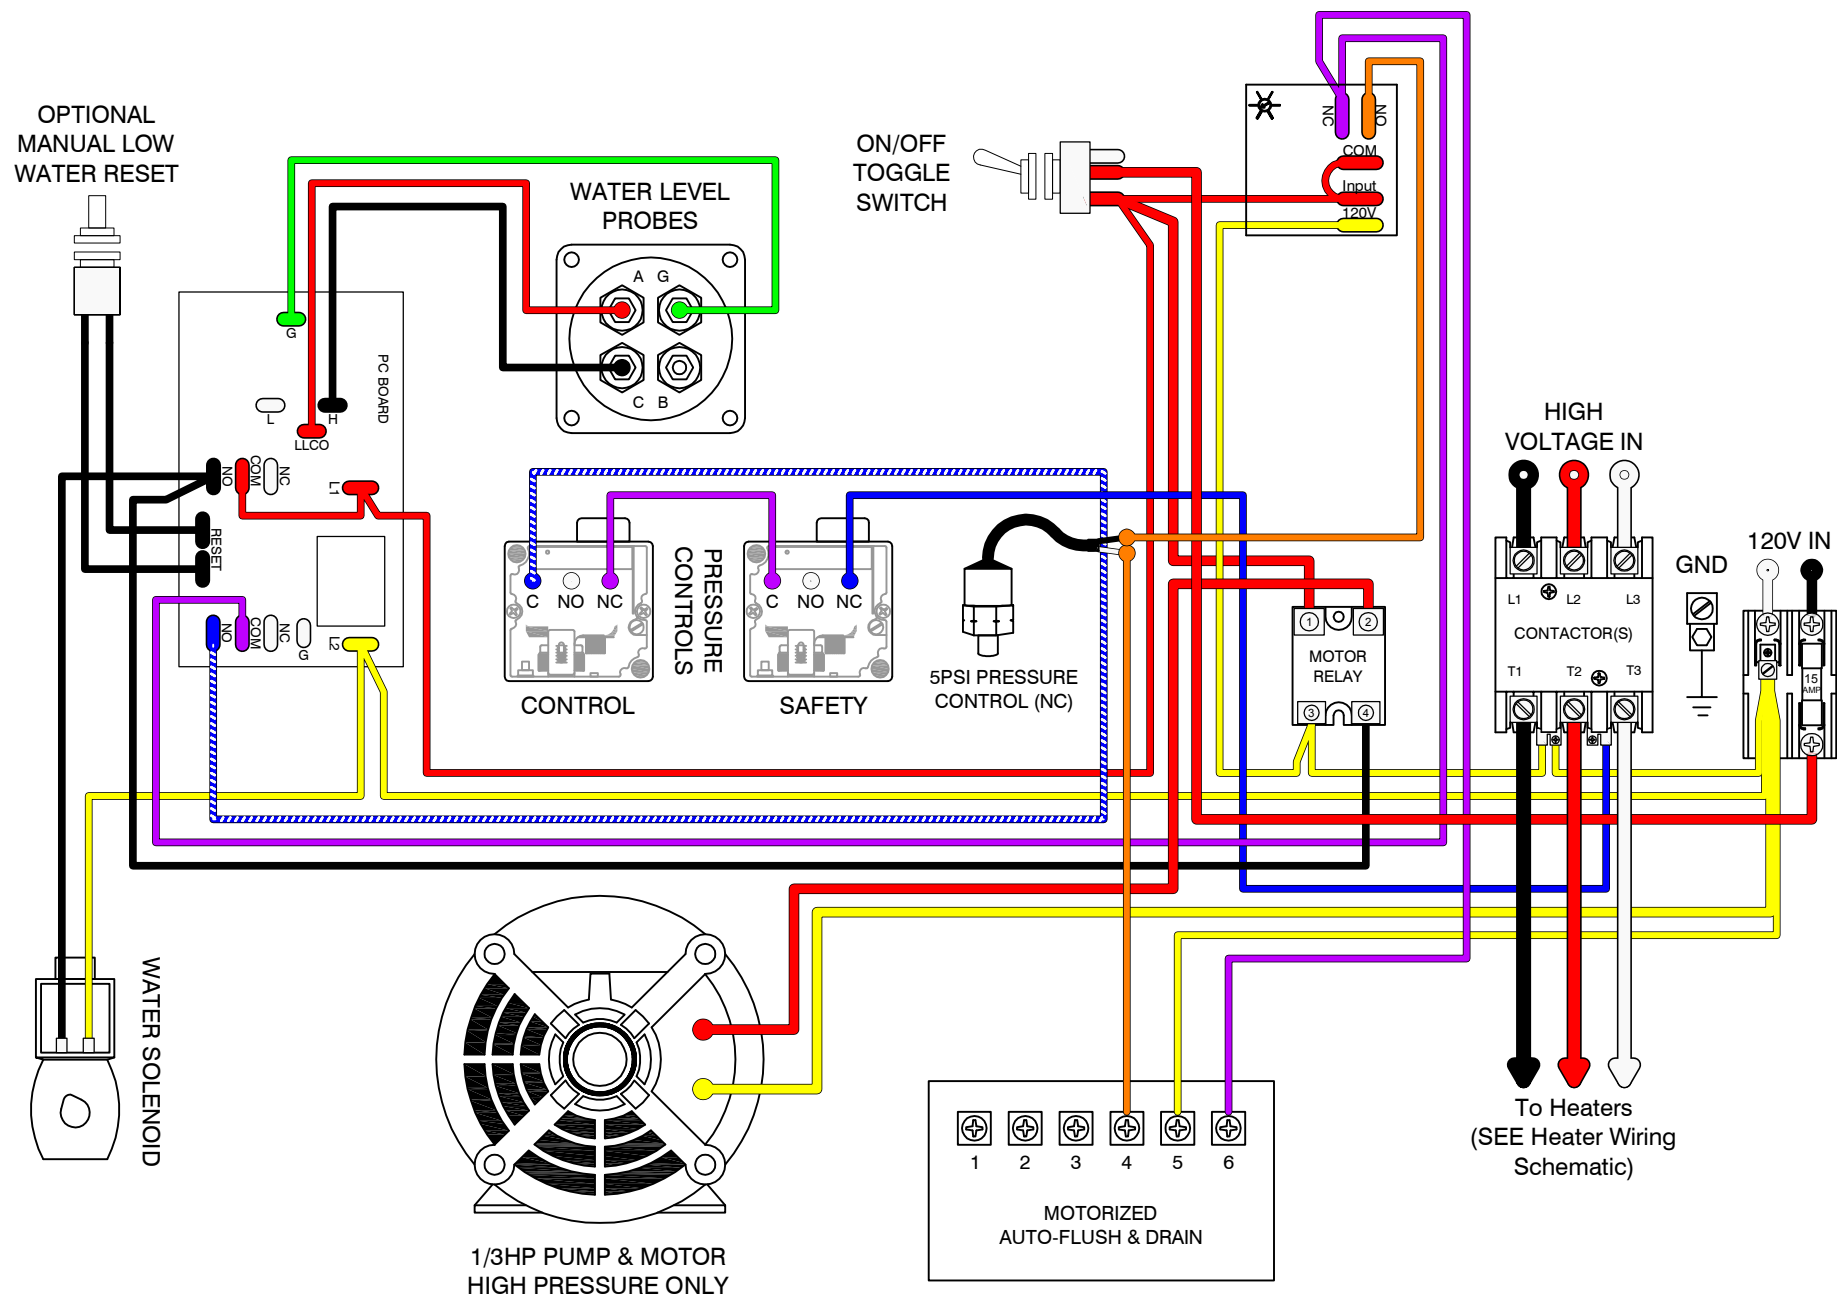 OPTIONAL
MANUAL LOW
WATER RESET
WATER LEVEL
PROBES
A G
C B
ON/OFF
TOGGLE
SWITCH
NC
NO
COM
Input
120V
G
PC BOARD
L
H
LLCO
NO
COM
NC
L1
RESET
NO
COM
NC
G
L2
C NO NC
CONTROL
PRESSURE
CONTROLS
C NO NC
SAFETY
5PSI PRESSURE
CONTROL (NC)
1 2
MOTOR
RELAY
3 4
HIGH
VOLTAGE IN
L1 L2 L3
CONTACTOR(S)
T1 T2 T3
GND
120V IN
15
AMP
WATER SOLENOID
1/3HP PUMP & MOTOR
HIGH PRESSURE ONLY
1 2 3 4 5 6
MOTORIZED
AUTO-FLUSH & DRAIN
To Heaters
(SEE Heater Wiring
Schematic)